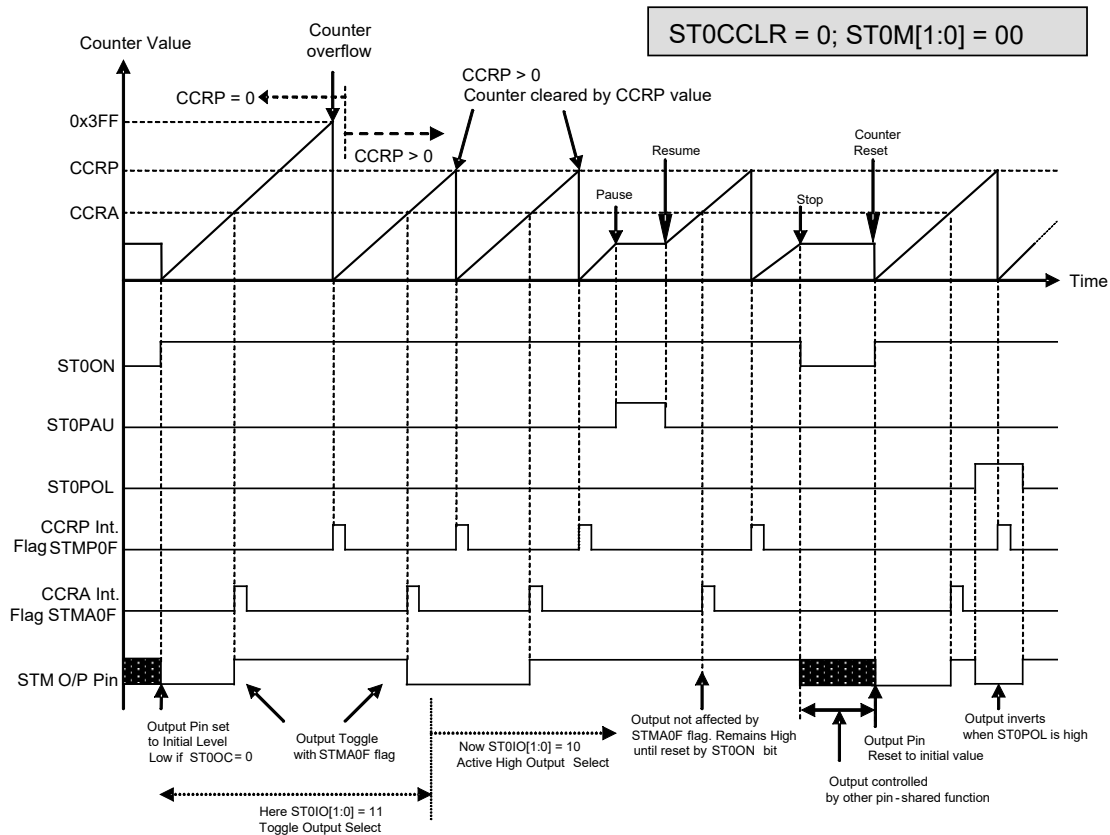 ST0CCLR = 0; ST0M[1:0] = 00
Counter Value
Counter
overflow
CCRP = 0
CCRP > 0
CCRP > 0
Counter cleared by CCRP value
0x3FF
CCRP
CCRA
Pause
Resume
Stop
Counter
Reset
Time
ST0ON
ST0PAU
ST0POL
CCRP Int.
Flag STMP0F
CCRA Int.
Flag STMA0F
STM O/P Pin
Output Pin set
to Initial Level
Low if ST0OC=0
Output Toggle
with STMA0F flag
Now ST0IO[1:0] = 10
Active High Output Select
Here ST0IO[1:0] = 11
Toggle Output Select
Output not affected by
STMA0F flag. Remains High
until reset by ST0ON bit
Output Pin
Reset to initial value
Output controlled
by other pin-shared function
Output inverts
when ST0POL is high